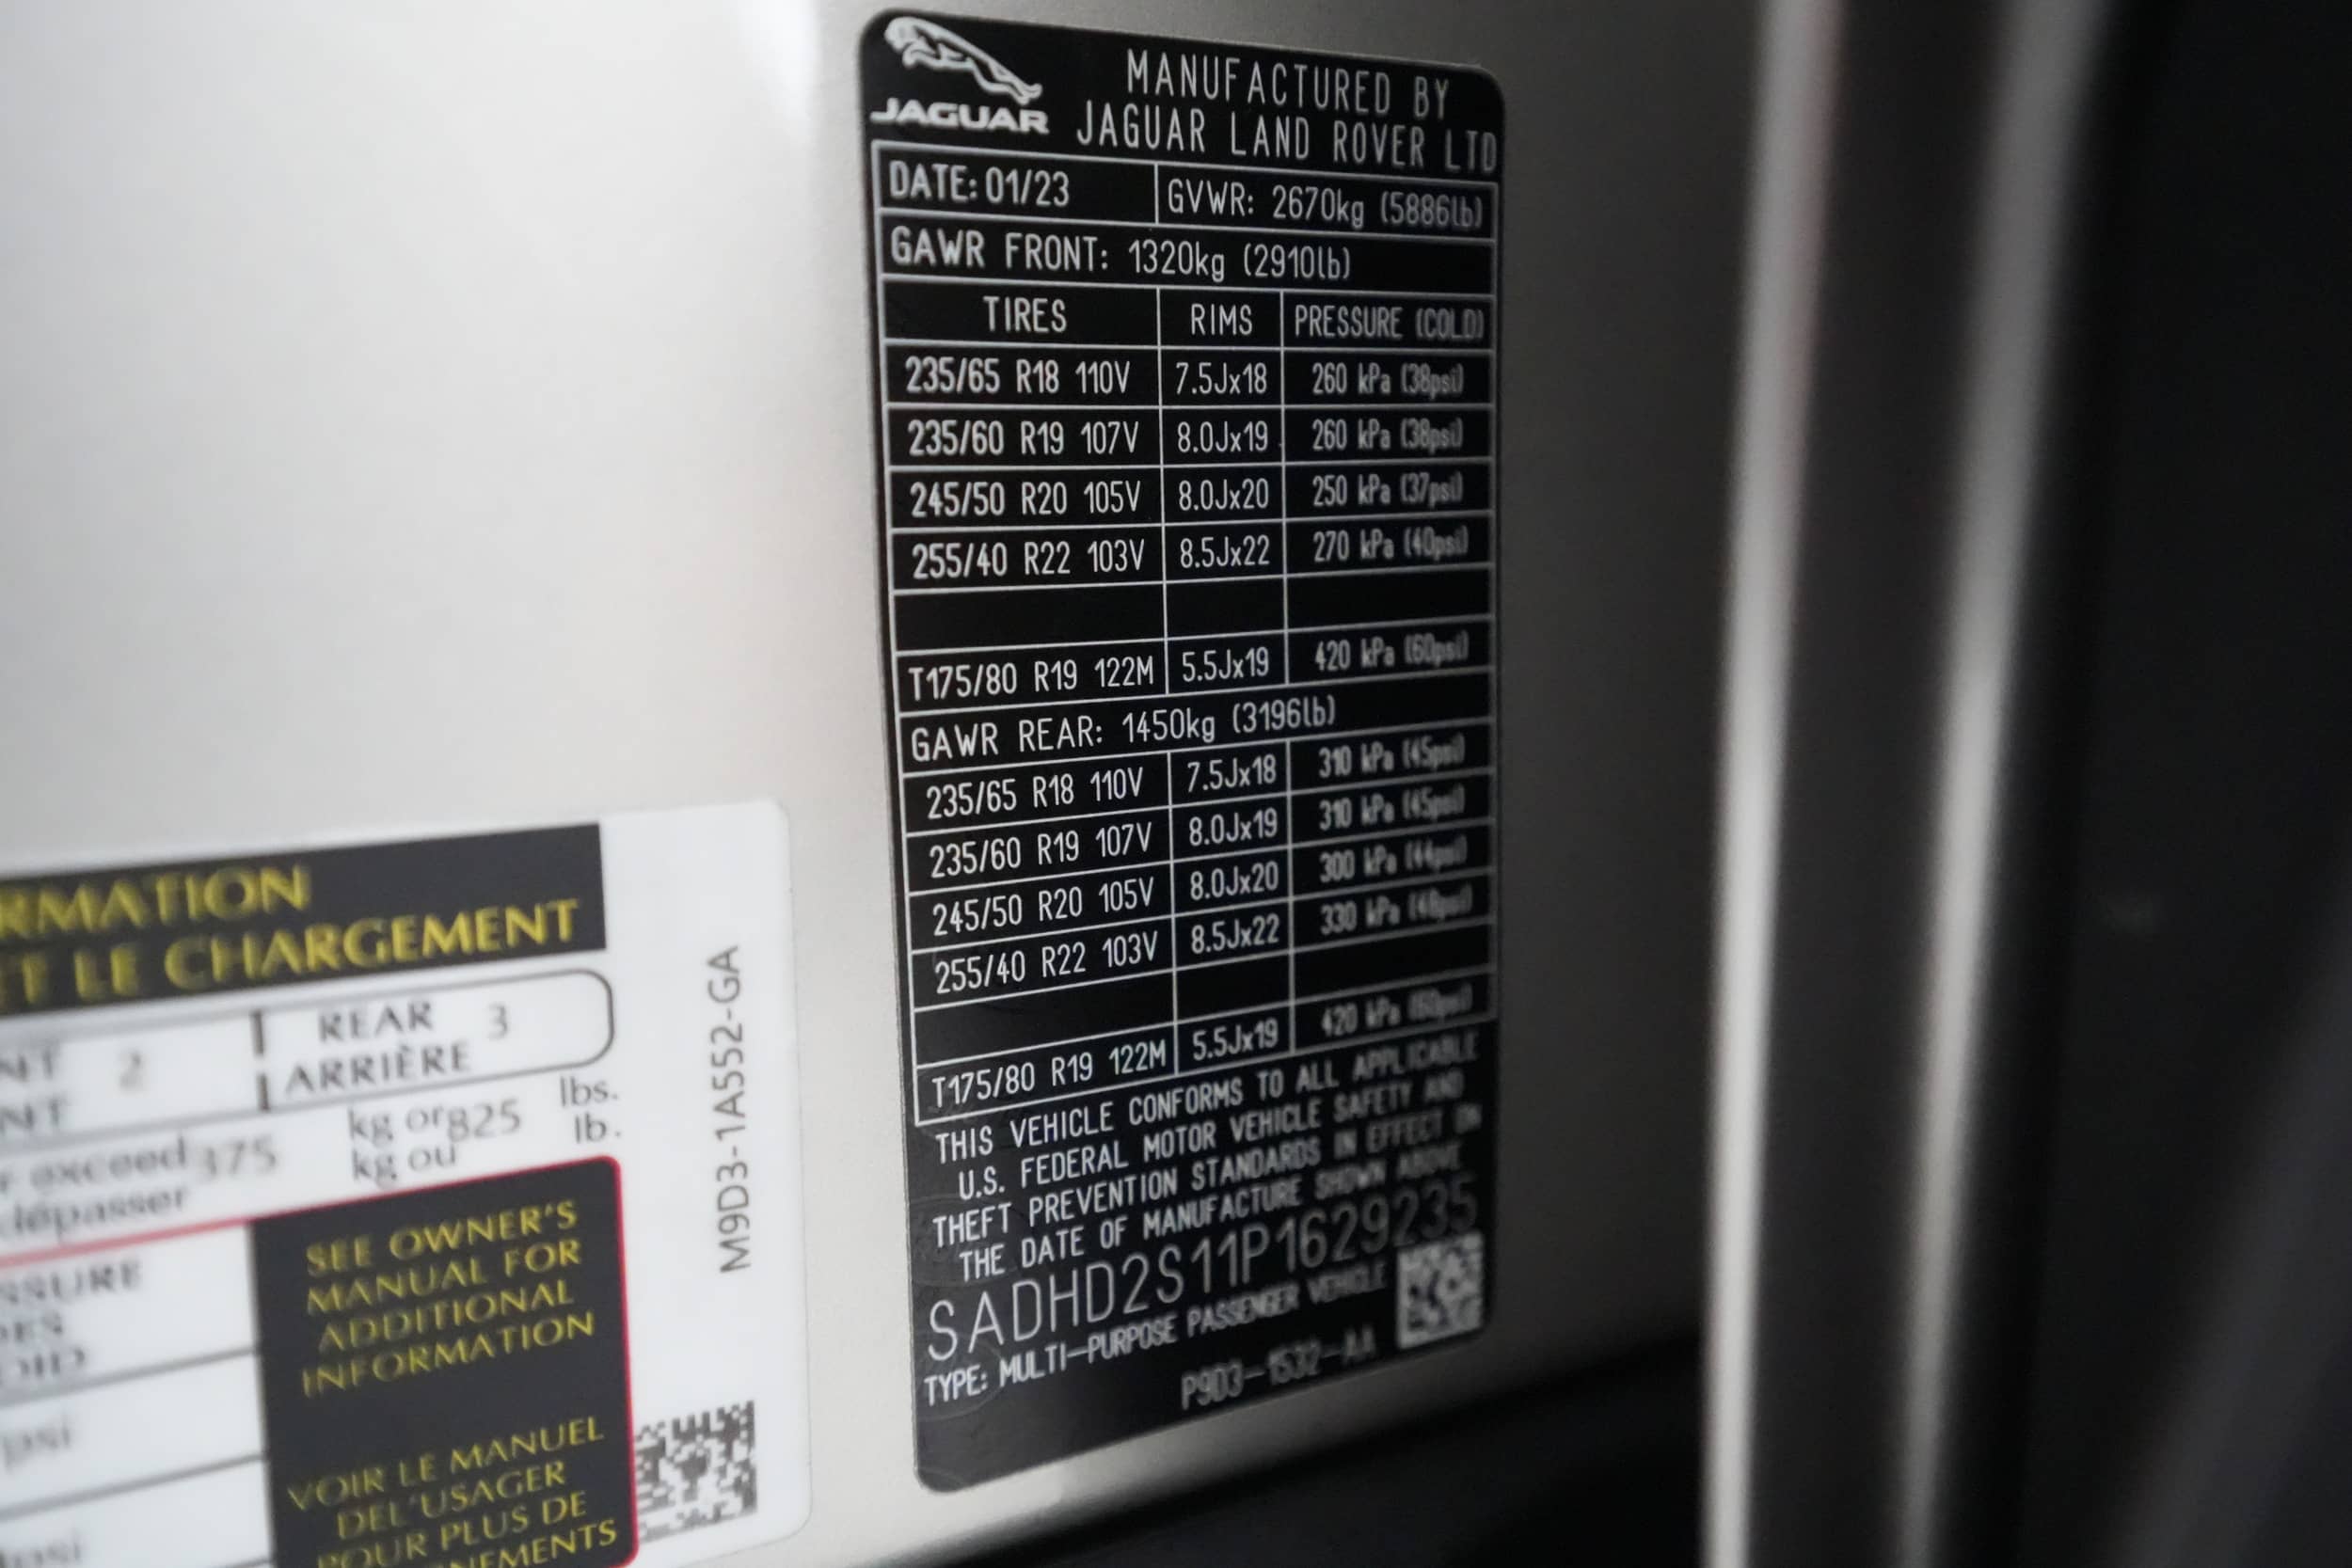 JAGUAR
MANUFACTURED BY
JAGUAR LAND ROVER LTD
DATE: 01/23 GVWR: 2670kg (5886lb)
GAWR FRONT: 1320kg (2910lb)
TIRES RIMS PRESSURE (COLD)
235/65 R18 110V 7.5Jx18 260 kPa (38psi)
235/60 R19 107V 8.0Jx19 260 kPa (38psi)
245/50 R20 105V 8.0Jx20 250 kPa (37psi)
255/40 R22 103V 8.5Jx22 270 kPa (40psi)
T175/80 R19 122M 5.5Jx19 420 kPa (60psi)
GAWR REAR: 1450kg (3196lb)
235/65 R18 110V 7.5Jx18 310 kPa (45psi)
235/60 R19 107V 8.0Jx19 310 kPa (45psi)
245/50 R20 105V 8.0Jx20 300 kPa (44psi)
255/40 R22 103V 8.5Jx22 330 kPa (48psi)
T175/80 R19 122M 5.5Jx19 420 kPa (60psi)
THIS VEHICLE CONFORMS TO ALL APPLICABLE
U.S. FEDERAL MOTOR VEHICLE SAFETY AND
THEFT PREVENTION STANDARDS IN EFFECT ON
THE DATE OF MANUFACTURE SHOWN ABOVE
SADHD2S11P1629235
TYPE: MULTI-PURPOSE PASSENGER VEHICLE
P9D3-1532-AA
RMATION
ET LE CHARGEMENT
NT 2 REAR 3
NT ARRIÈRE
exceed 375 kg or 825 lbs.
dépasser kg ou lb.
SSURE
SEE OWNER'S
MANUAL FOR
ADDITIONAL
INFORMATION
psi
VOIR LE MANUEL
DE L'USAGER
POUR PLUS DE
NEMENTS
psi
M9D3-1A552-GA